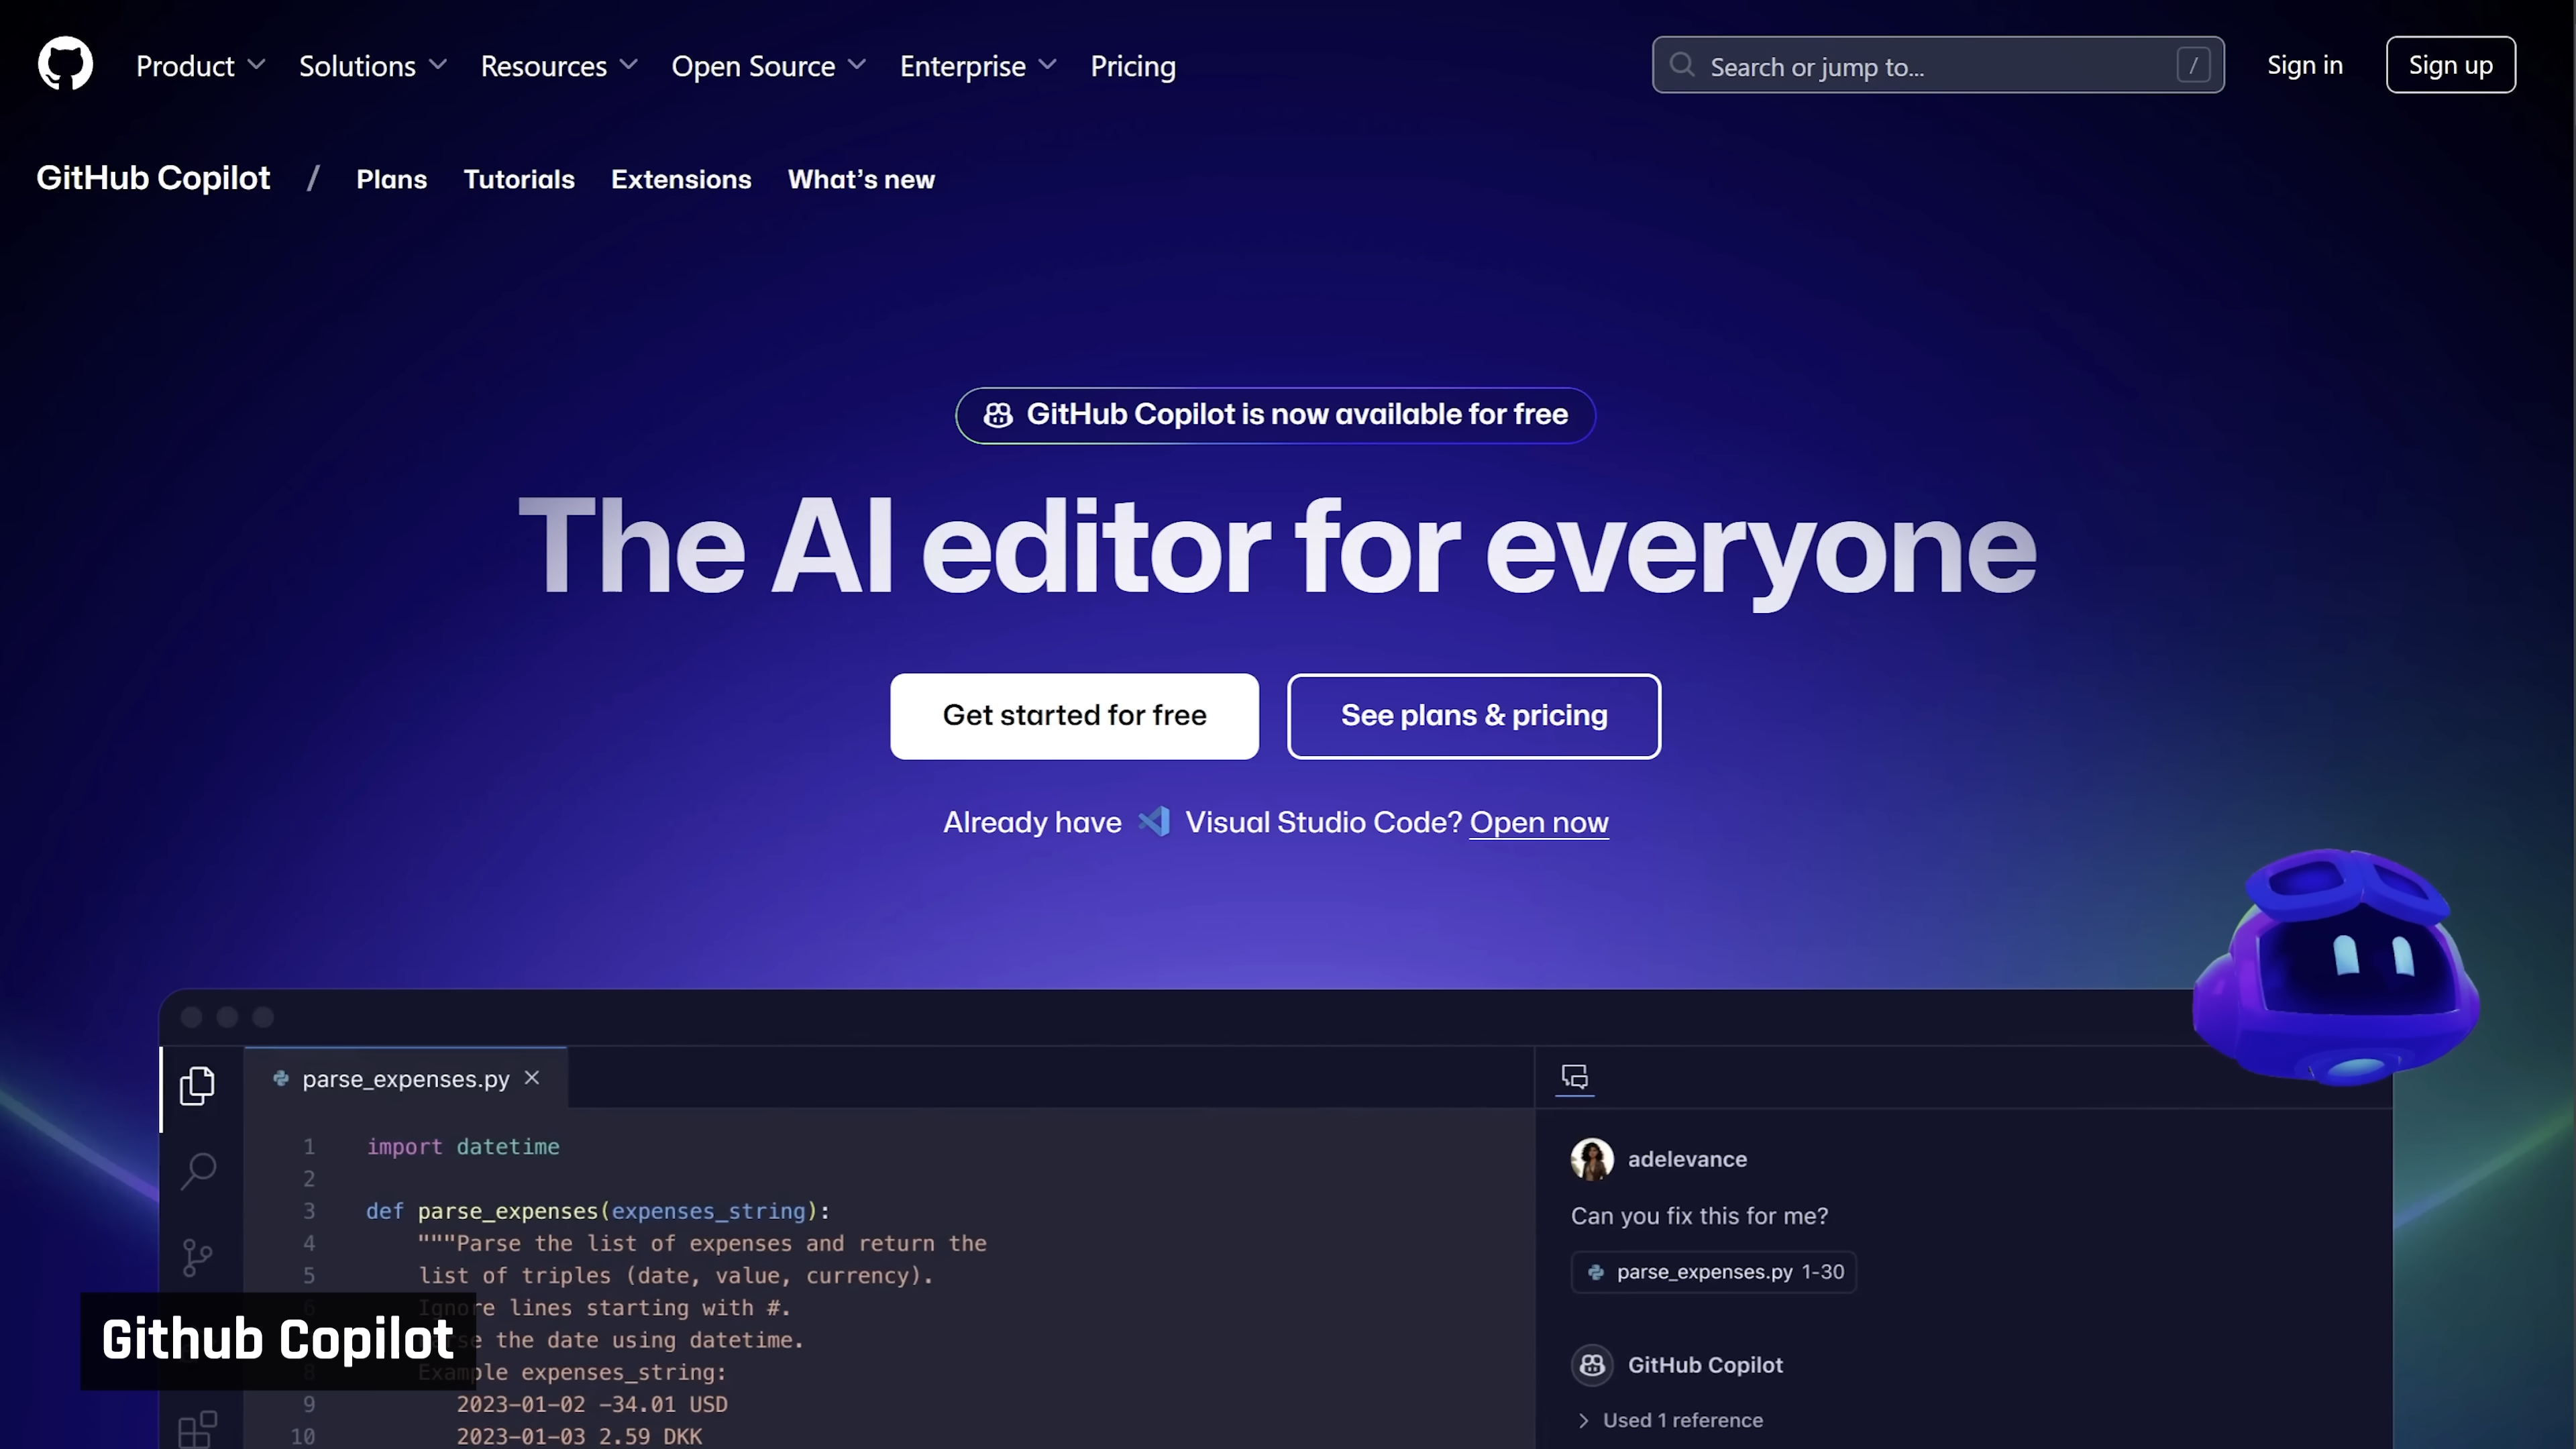 Product Solutions Resources Open Source Enterprise Pricing Search or jump to... / Sign in Sign up
GitHub Copilot / Plans Tutorials Extensions What's new
GitHub Copilot is now available for free
The AI editor for everyone
Get started for free See plans & pricing
Already have Visual Studio Code? Open now
parse_expenses.py
1 import datetime
2
3 def parse_expenses(expenses_string):
4 """Parse the list of expenses and return the
5 list of triples (date, value, currency).
6 Ignore lines starting with #.
the date using datetime.
8 Example expenses_string:
9 2023-01-02 -34.01 USD
10 2023-01-03 2.59 DKK
adelevance
Can you fix this for me?
parse_expenses.py 1-30
GitHub Copilot
Used 1 reference
Github Copilot